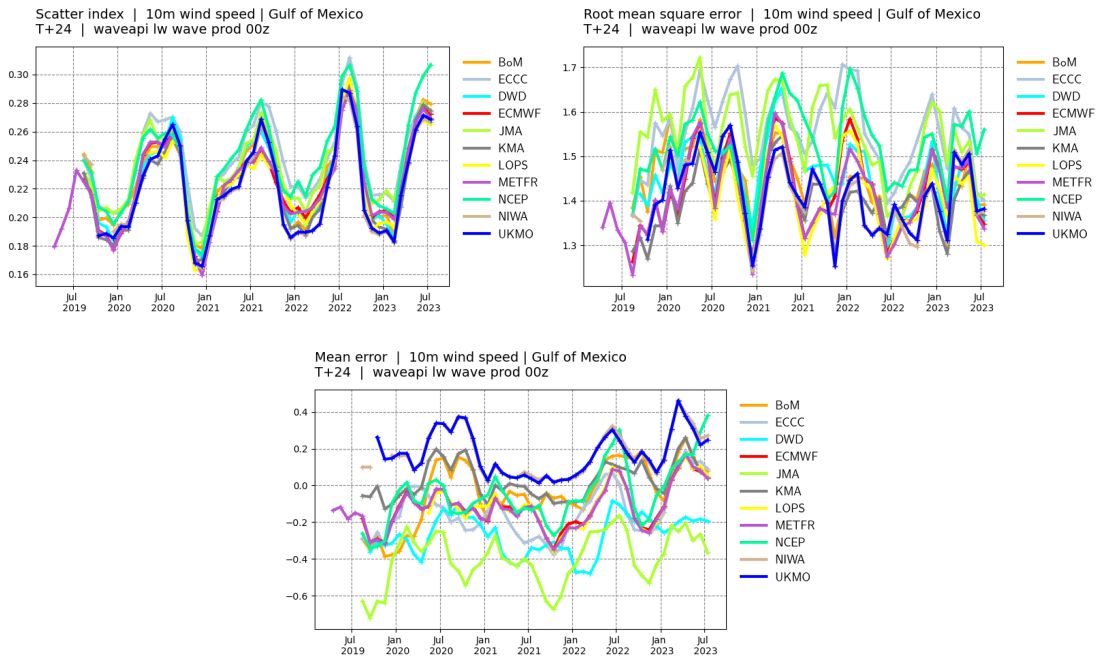 Scatter index | 10m wind speed | Gulf of Mexico
T+24 | waveapi lw wave prod 00z
0.30
0.28
0.26
0.24
0.22
0.20
0.18
0.16
Jul
2019
Jan
2020
Jul
2020
Jan
2021
Jul
2021
Jan
2022
Jul
2022
Jan
2023
Jul
2023
BoM
ECCC
DWD
ECMWF
JMA
KMA
LOPS
METFR
NCEP
NIWA
UKMO
Root mean square error | 10m wind speed | Gulf of Mexico
T+24 | waveapi lw wave prod 00z
1.7
1.6
1.5
1.4
1.3
Jul
2019
Jan
2020
Jul
2020
Jan
2021
Jul
2021
Jan
2022
Jul
2022
Jan
2023
Jul
2023
BoM
ECCC
DWD
ECMWF
JMA
KMA
LOPS
METFR
NCEP
NIWA
UKMO
Mean error | 10m wind speed | Gulf of Mexico
T+24 | waveapi lw wave prod 00z
0.4
0.2
0.0
−0.2
−0.4
−0.6
Jul
2019
Jan
2020
Jul
2020
Jan
2021
Jul
2021
Jan
2022
Jul
2022
Jan
2023
Jul
2023
BoM
ECCC
DWD
ECMWF
JMA
KMA
LOPS
METFR
NCEP
NIWA
UKMO